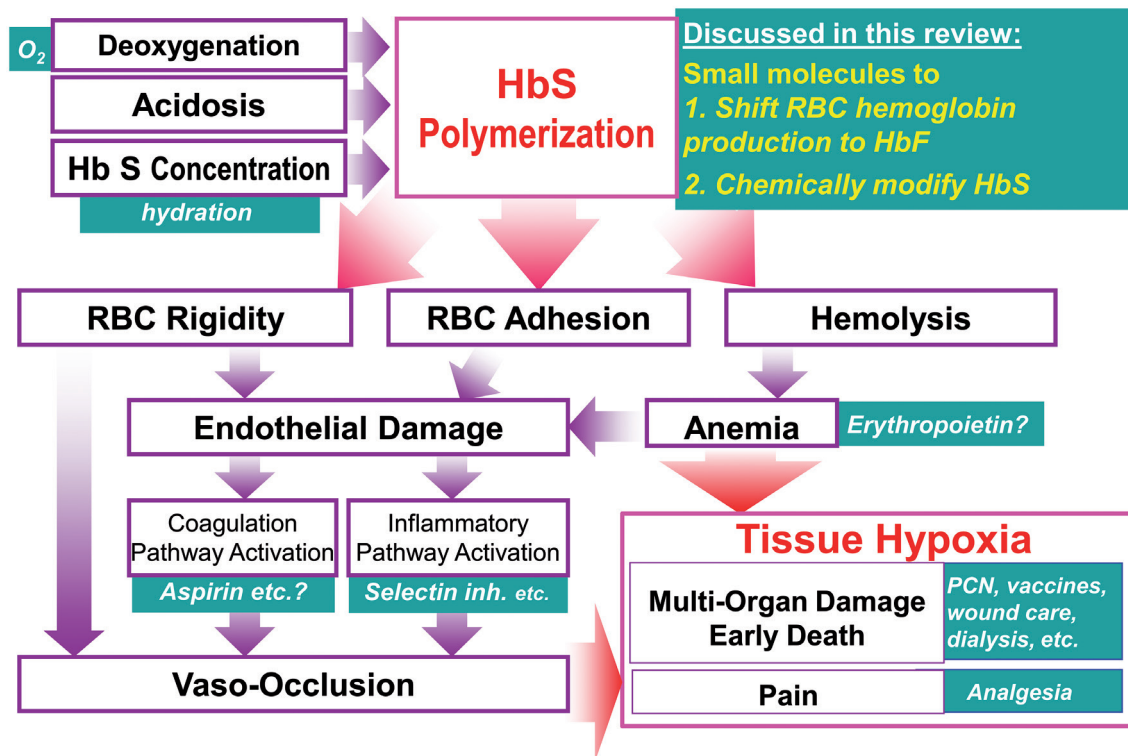 O2
Deoxygenation
Acidosis
Hb S Concentration
hydration
HbS
Polymerization
Discussed in this review:
Small molecules to
1. Shift RBC hemoglobin
production to HbF
2. Chemically modify HbS
RBC Rigidity
RBC Adhesion
Hemolysis
Endothelial Damage
Anemia
Erythropoietin?
Coagulation
Pathway Activation
Aspirin etc.?
Inflammatory
Pathway Activation
Selectin inh. etc.
Vaso-Occlusion
Tissue Hypoxia
Multi-Organ Damage
Early Death
PCN, vaccines,
wound care,
dialysis, etc.
Pain
Analgesia